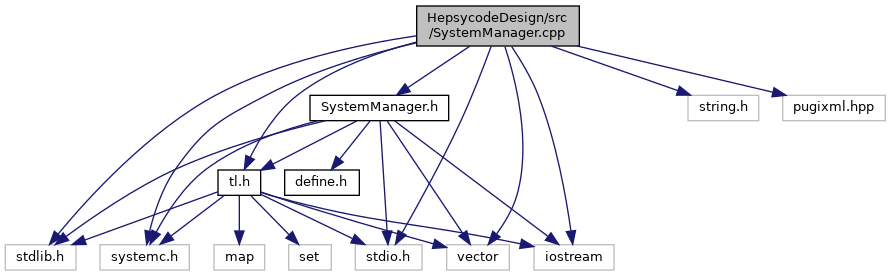 HepsycodeDesign/src
/SystemManager.cpp
SystemManager.h
string.h
pugixml.hpp
tl.h
define.h
stdlib.h
systemc.h
map
set
stdio.h
vector
iostream